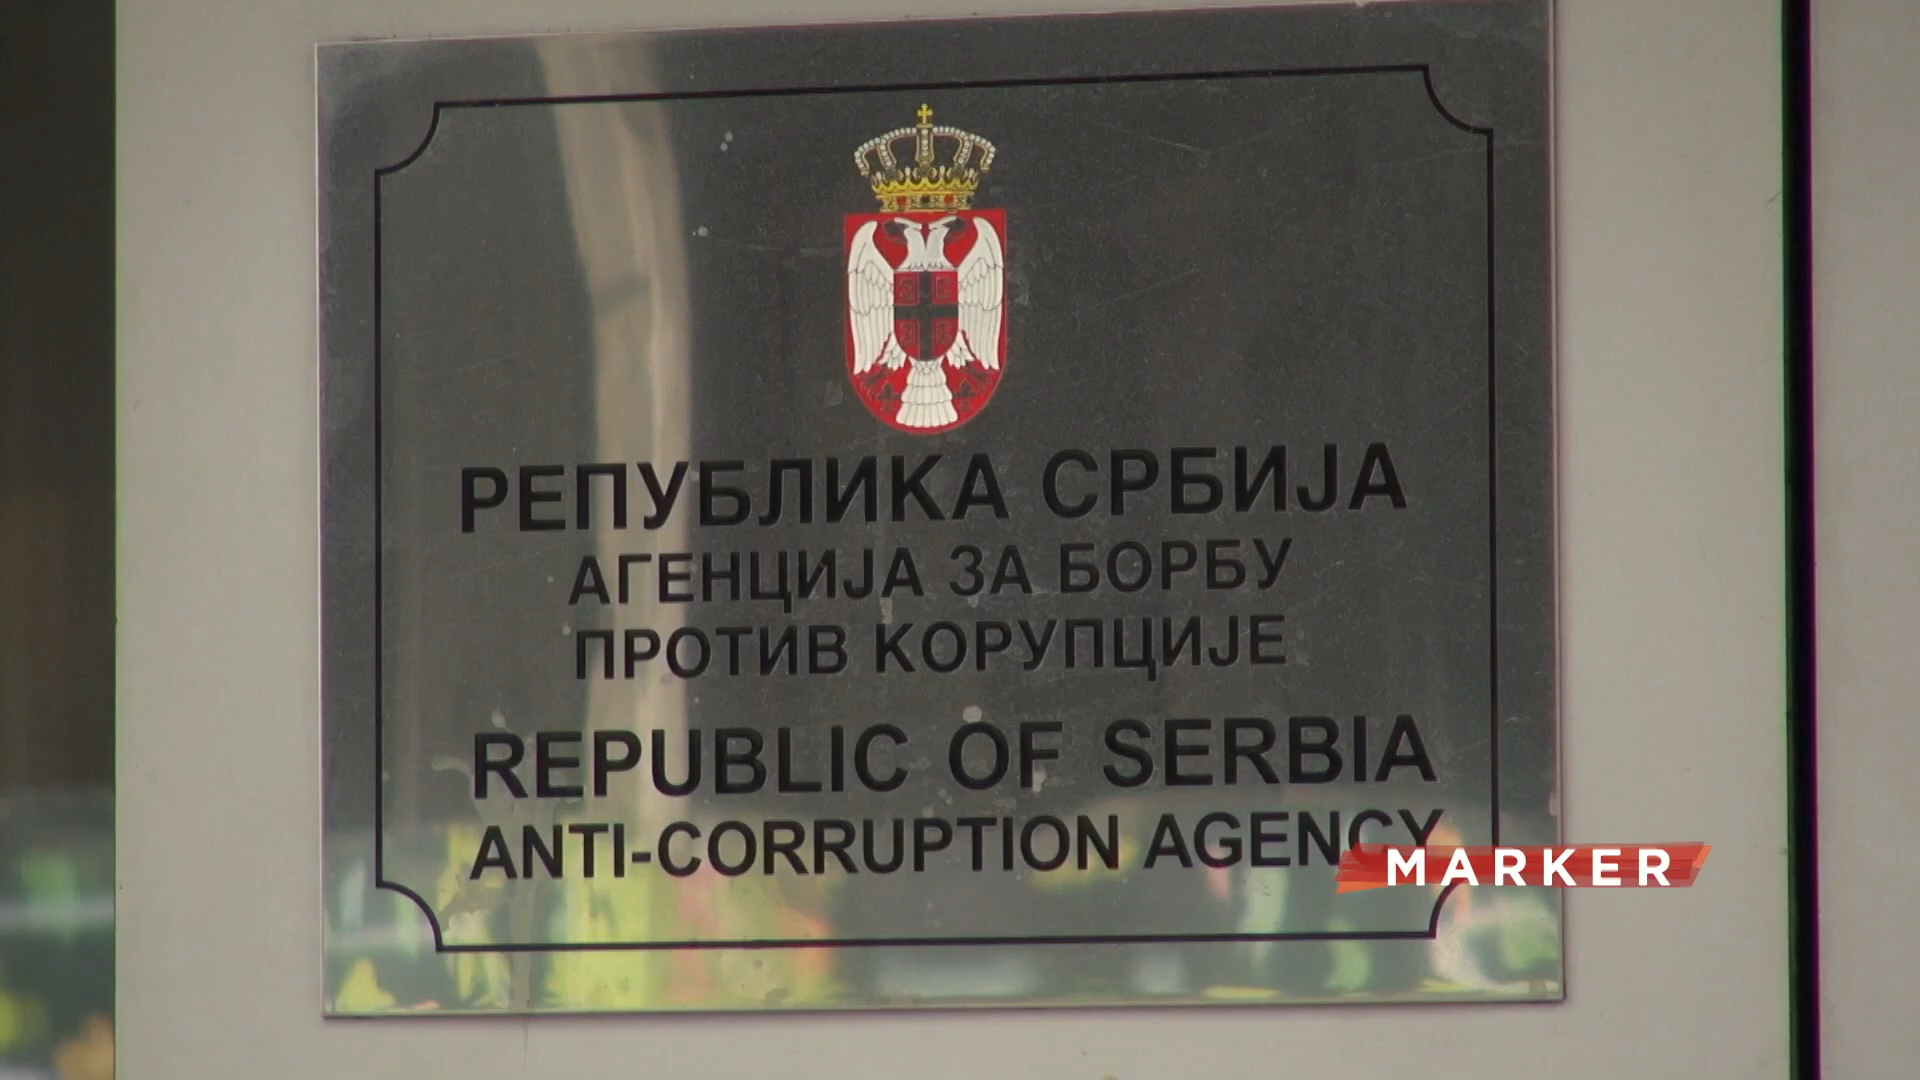 РЕПУБЛИКА СРБИЈА
АГЕНЦИЈА ЗА БОРБУ
ПРОТИВ КОРУПЦИЈЕ
REPUBLIC OF SERBIA
ANTI-CORRUPTION AGENCY
MARKER